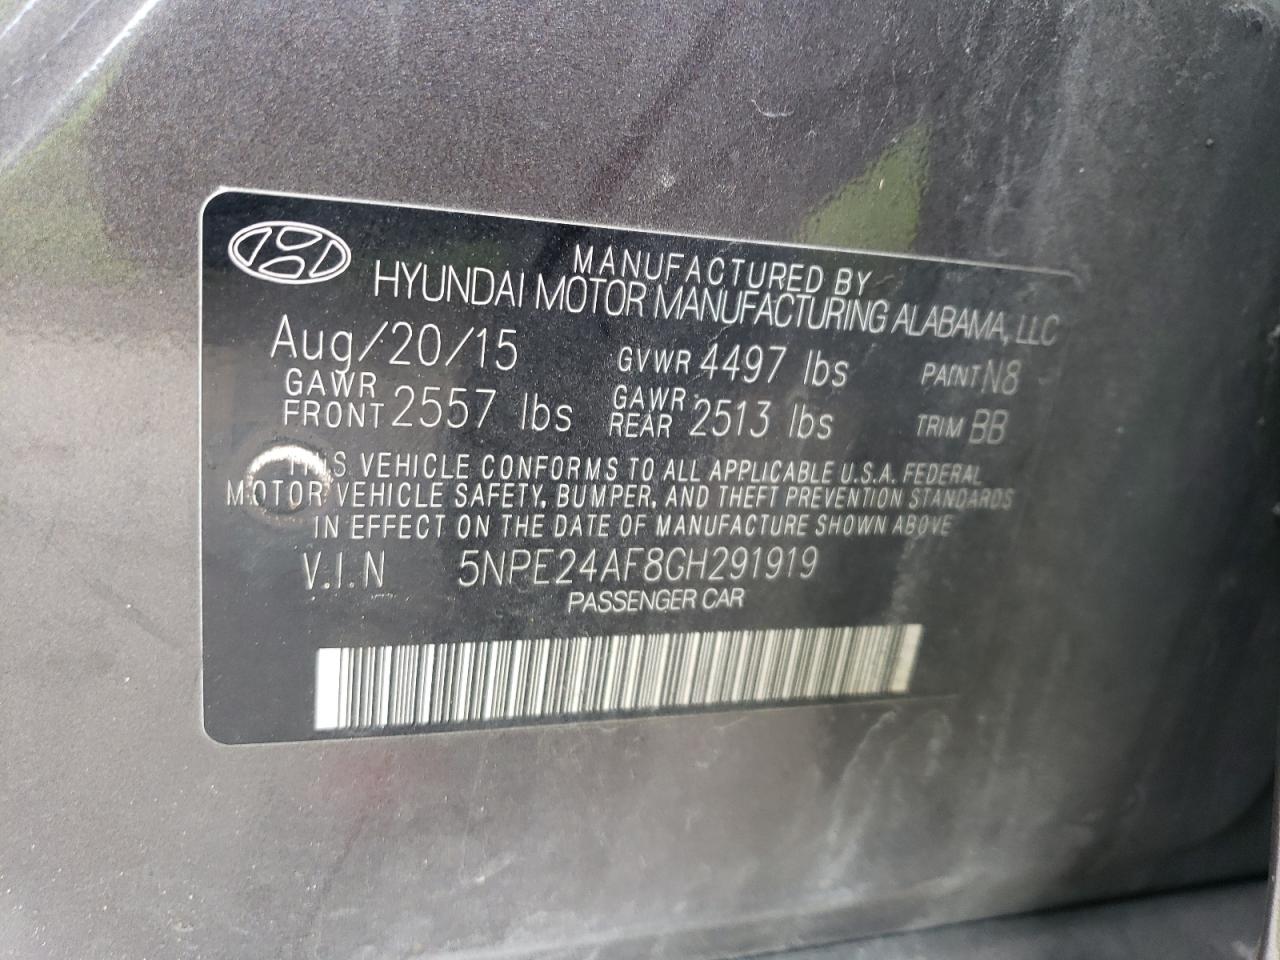 MANUFACTURED BY
HYUNDAI MOTOR MANUFACTURING ALABAMA, LLC
Aug/20/15 GVWR 4497 lbs PAINT N8
GAWR FRONT 2557 lbs GAWR REAR 2513 lbs TRIM BB
THIS VEHICLE CONFORMS TO ALL APPLICABLE U.S.A. FEDERAL
MOTOR VEHICLE SAFETY, BUMPER, AND THEFT PREVENTION STANDARDS
IN EFFECT ON THE DATE OF MANUFACTURE SHOWN ABOVE
V.I.N 5NPE24AF8GH291919
PASSENGER CAR